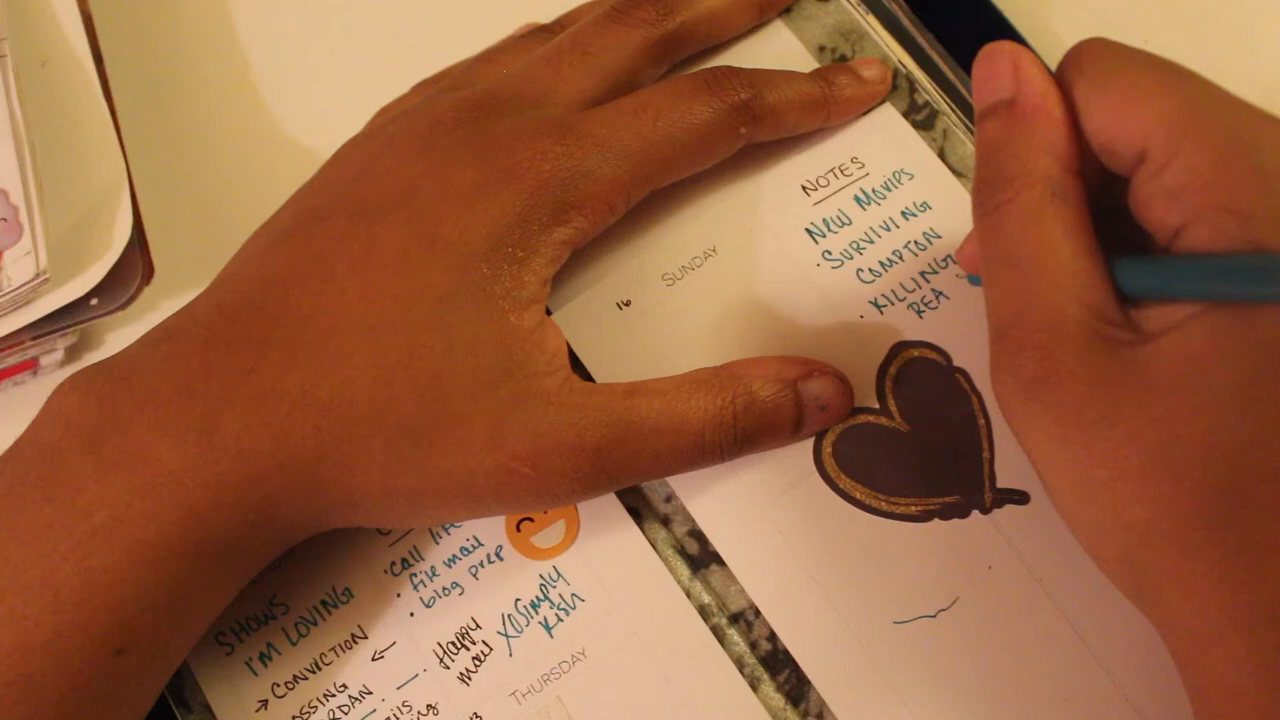 NOTES
New Movies
• SURVIVING
COMPTON
• KILLING
REA
SUNDAY
16
• call
• file mail
• blog prep
SHOWS
I'M LOVING
→ CONVICTION
Happy
mail
XOSimply
Kish
THURSDAY